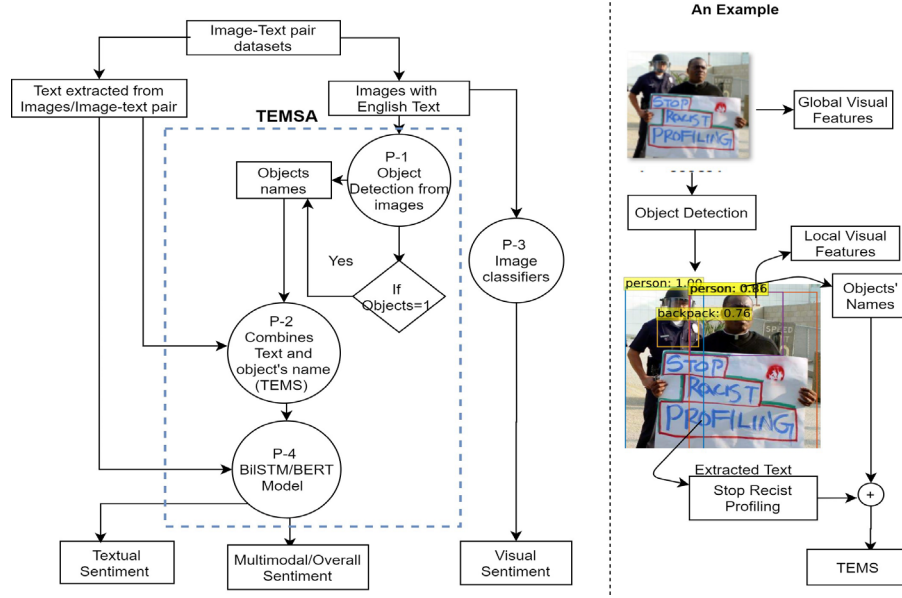 Image-Text pair
datasets
Text extracted from
Images/Image-text pair
Images with
English Text
TEMSA
P-1
Object
Detection from
images
Objects
names
Yes
If
Objects=1
P-3
Image
classifiers
P-2
Combines
Text and
object's name
(TEMS)
P-4
BilSTM/BERT
Model
Textual
Sentiment
Multimodal/Overall
Sentiment
Visual
Sentiment
An Example
STOP
RACIST
PROFILING
Global Visual
Features
Object Detection
Local Visual
Features
Objects'
Names
person: 1.00
person: 0.86
backpack: 0.76
STOP
RACIST
PROFILING
Extracted Text
Stop Recist
Profiling
+
TEMS